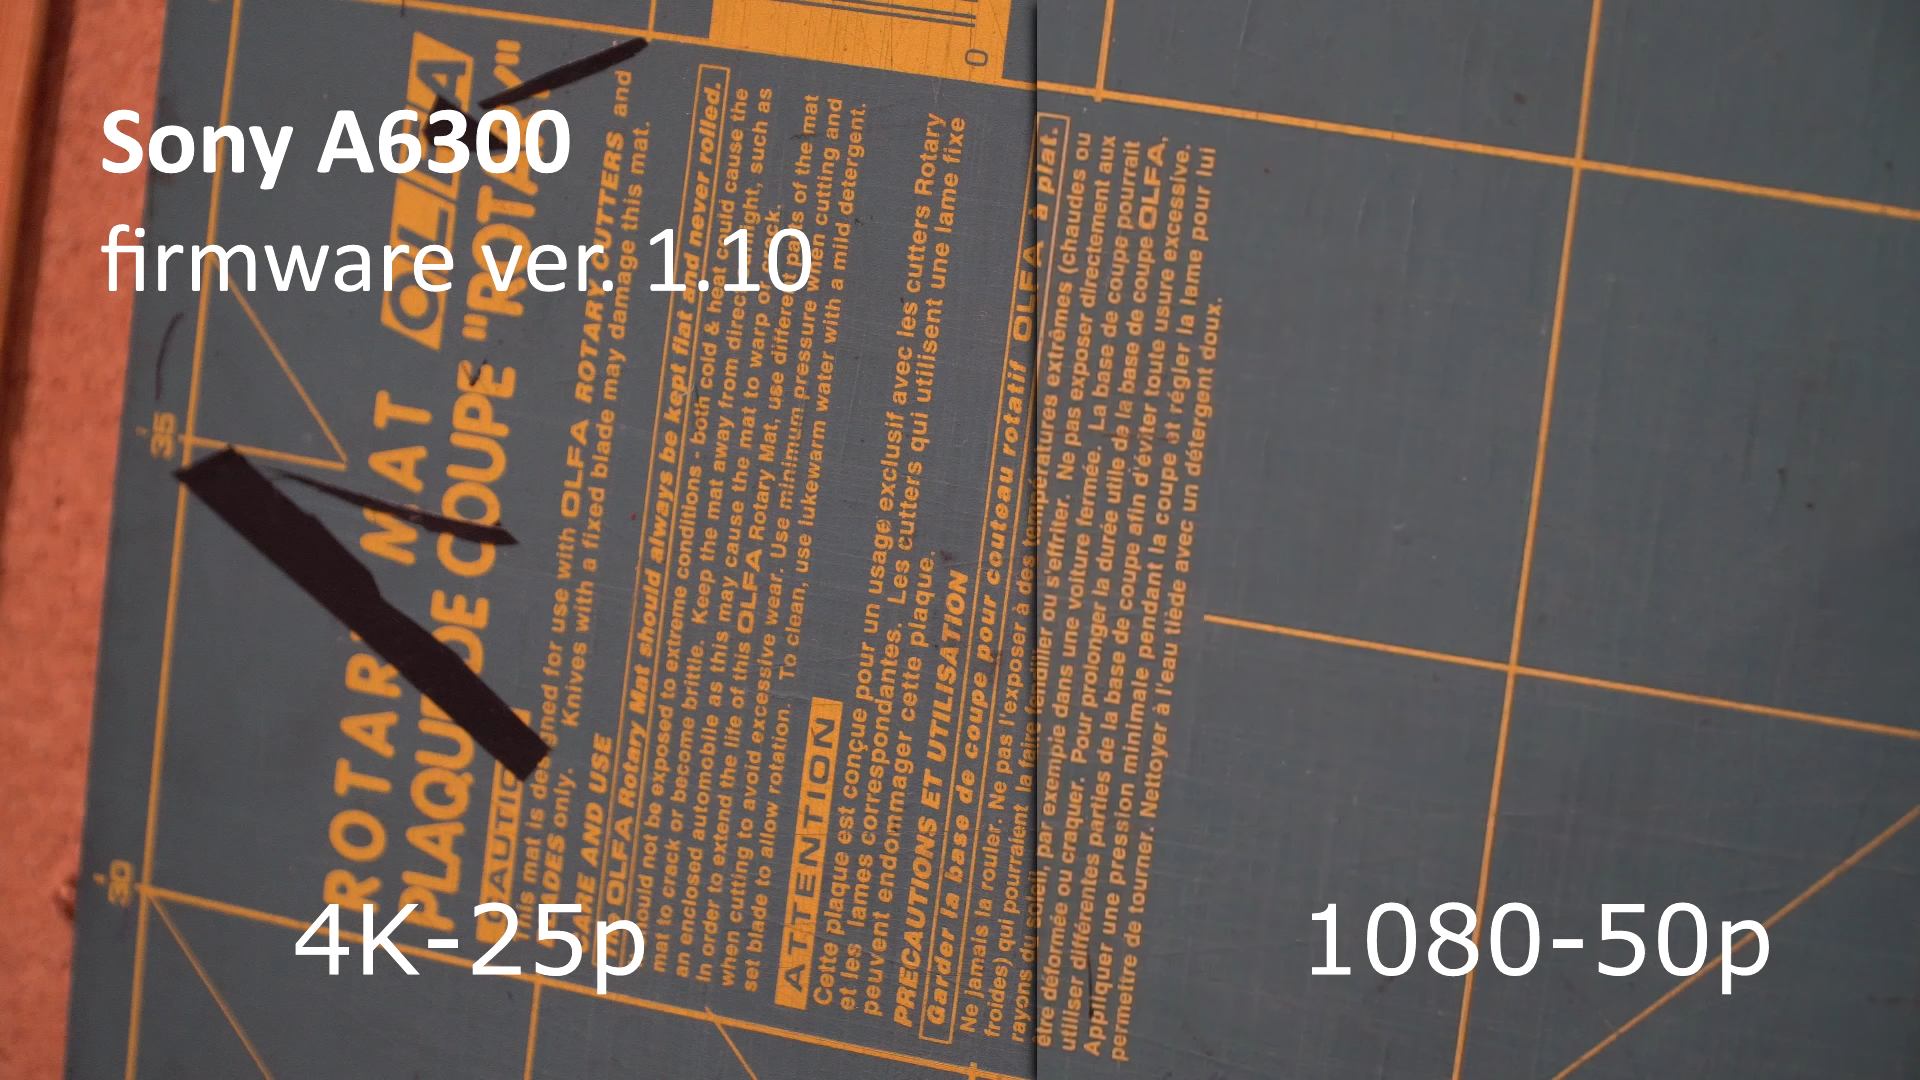 Sony A6300
firmware ver. 1.10
4K-25p
1080-50p
OLFA
MAT
PLAQUE DE COUPE "ROTARY"
This mat is designed for use with OLFA ROTARY CUTTERS and
BLADES only. Knives with a fixed blade may damage this mat.
CARE AND USE
OLFA Rotary Mat should always be kept flat and never rolled.
should not be exposed to extreme conditions - both cold & heat could cause the
mat to crack or become brittle. Keep the mat away from direct sunlight, such as
an enclosed automobile as this may cause the mat to warp or crack.
In order to extend the life of this OLFA Rotary Mat, use different parts of the mat
when cutting to avoid excessive wear. Use minimum pressure when cutting and
set blade to allow rotation. To clean, use lukewarm water with a mild detergent.
ATTENTION
Cette plaque est conçue pour un usage exclusif avec les cutters Rotary
et les lames correspondantes. Les cutters qui utilisent une lame fixe
peuvent endommager cette plaque.
PRECAUTIONS ET UTILISATION
Garder la base de coupe pour couteau rotatif OLFA à plat.
Ne jamais la rouler. Ne pas l'exposer à des températures extrêmes (chaudes ou
froides) qui pourraient la faire fendiller ou s'effriter. Ne pas exposer directement aux
rayons du soleil, par exemple dans une voiture fermée. La base de coupe pourrait
être déformée ou craquer. Pour prolonger la durée utile de la base de coupe OLFA,
utiliser différentes parties de la base de coupe afin d'éviter toute usure excessive.
Appliquer une pression minimale pendant la coupe et régler la lame pour lui
permettre de tourner. Nettoyer à l'eau tiède avec un détergent doux.
35
30
0